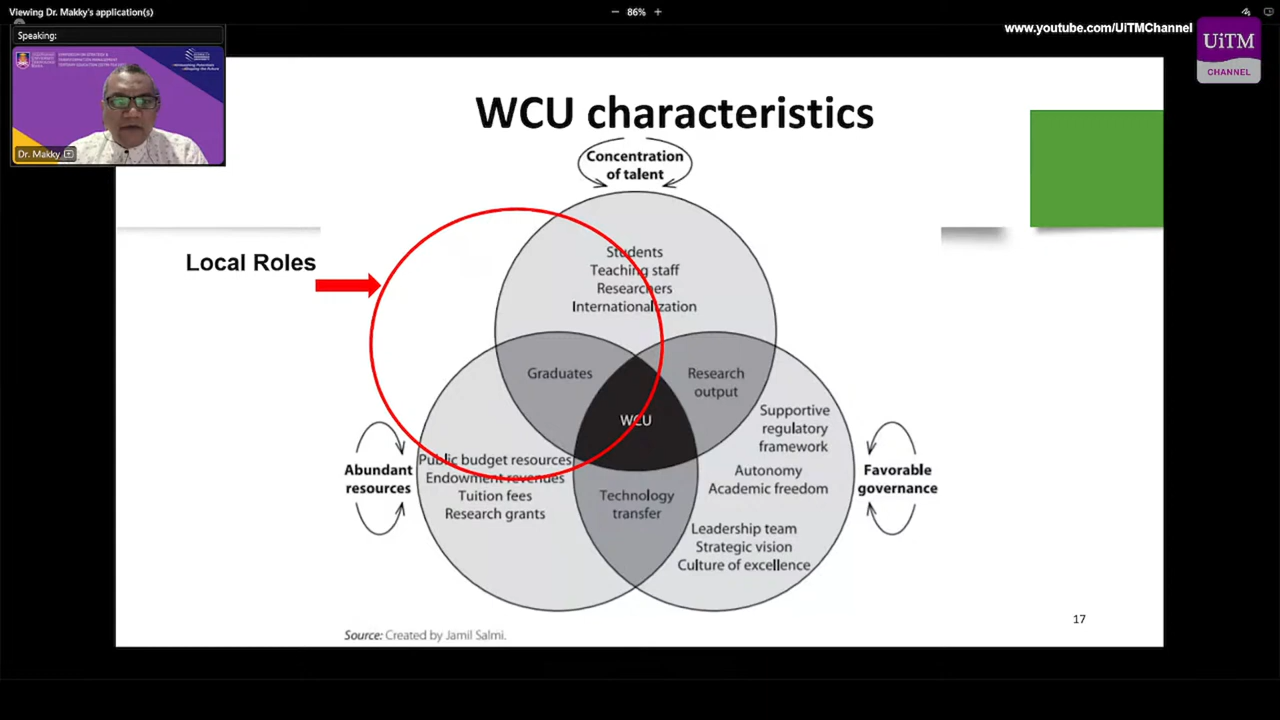 Viewing Dr. Makky's application(s)
86%
www.youtube.com/UiTMChannel
UiTM
CHANNEL
Speaking:
Dr. Makky
WCU characteristics
Concentration
of talent
Local Roles
Students
Teaching staff
Researchers
Internationalization
Graduates
Research
output
WCU
Supportive
regulatory
framework
Abundant
resources
Public budget resources
Endowment revenues
Tuition fees
Research grants
Technology
transfer
Autonomy
Academic freedom
Favorable
governance
Leadership team
Strategic vision
Culture of excellence
Source: Created by Jamil Salmi.
17